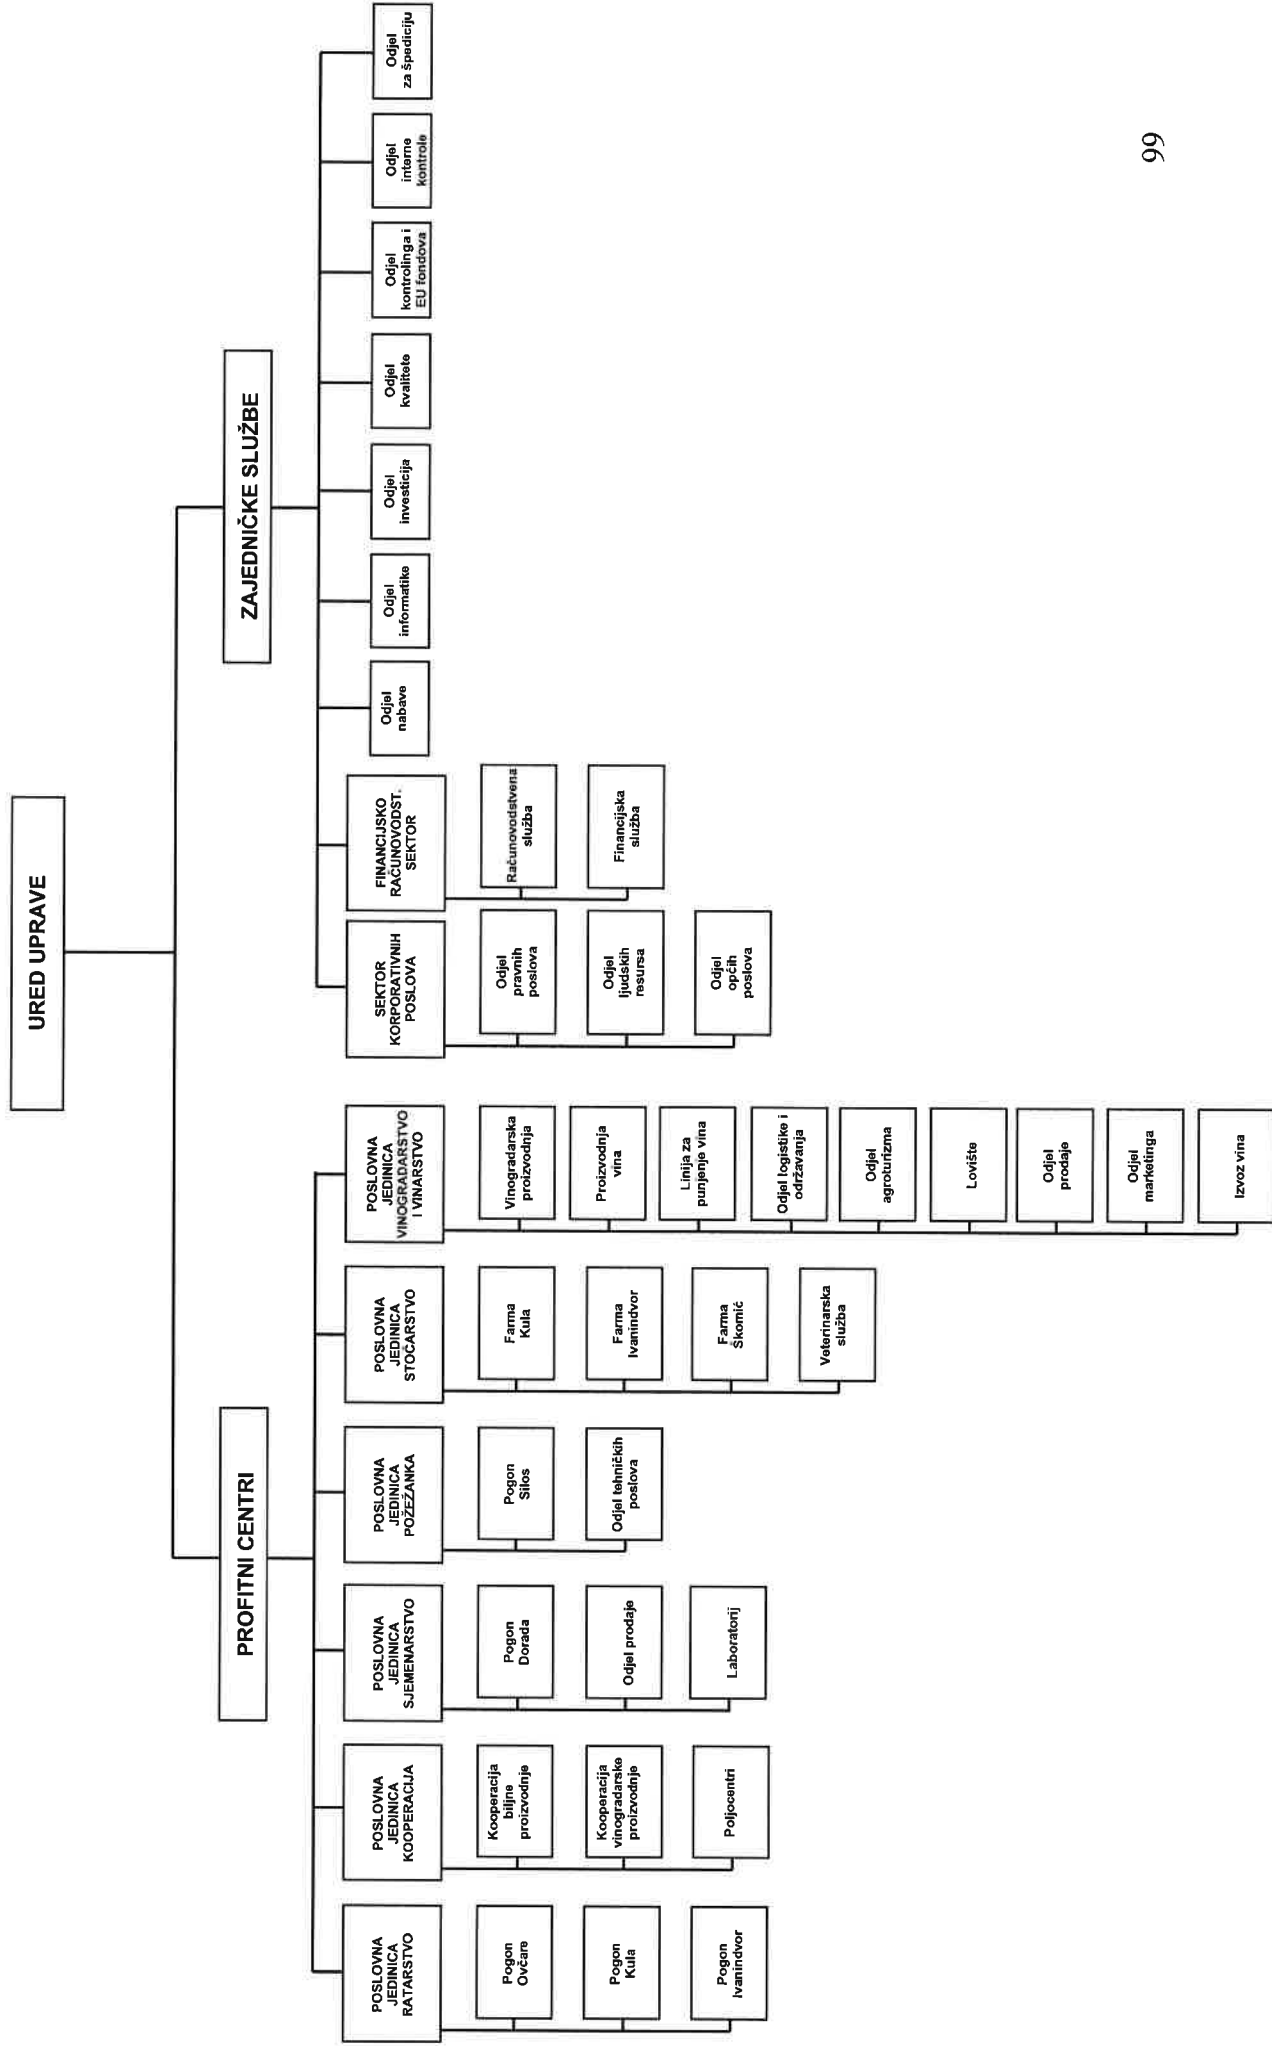 URED UPRAVE
PROFITNI CENTRI
ZAJEDNIČKE SLUŽBE
POSLOVNA
JEDINICA
RATARSTVO
Pogon
Ovčare
Pogon
Kula
Pogon
Ivanindvor
POSLOVNA
JEDINICA
KOOPERACIJA
Kooperacija
biljne
proizvodnje
Kooperacija
vinogradarske
proizvodnje
Poljocentri
POSLOVNA
JEDINICA
SJEMENARSTVO
Pogon
Dorada
Odjel prodaje
Laboratorij
POSLOVNA
JEDINICA
POŽEŽANKA
Pogon
Silos
Odjel tehničkih
poslova
POSLOVNA
JEDINICA
STOČARSTVO
Farma
Kula
Farma
Ivanindvor
Farma
Škomić
Veterinarska
služba
POSLOVNA
JEDINICA
VINOGRADARSTVO
I VINARSTVO
Vinogradarska
proizvodnja
Proizvodnja
vina
Linija za
punjenje vina
Odjel logistike i
održavanja
Odjel
agroturizma
Lovište
Odjel
prodaje
Odjel
marketinga
Izvoz vina
SEKTOR
KORPORATIVNIH
POSLOVA
Odjel
pravnih
poslova
Odjel
ljudskih
resursa
Odjel
općih
poslova
FINANCIJSKO
RAČUNOVODST.
SEKTOR
Računovodstvena
služba
Financijska
služba
Odjel
nabave
Odjel
informatike
Odjel
investicija
Odjel
kvalitete
Odjel
kontrolinga i
EU fondova
Odjel
interne
kontrole
Odjel
za špediciju
66